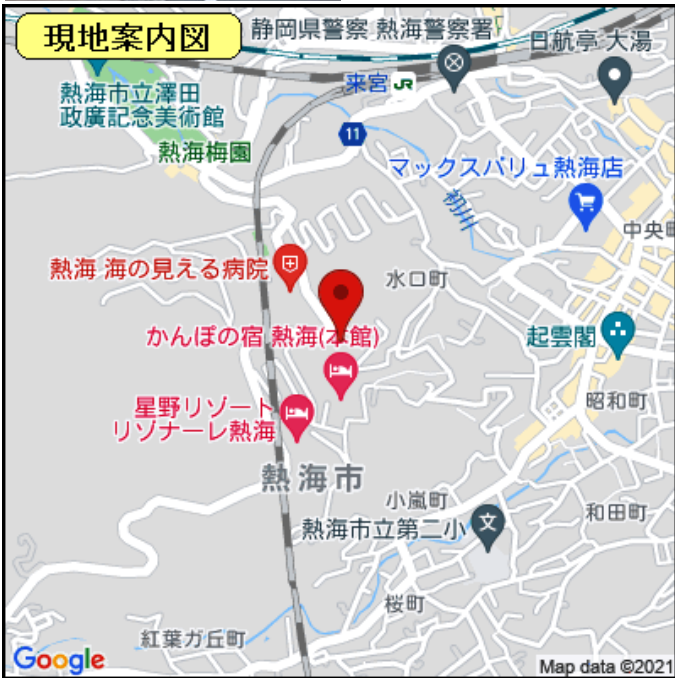 現地案内図
静岡県警察 熱海警察署
日航亭 大湯
来宮 JR
熱海市立澤田
政廣記念美術館
11
熱海梅園
マックスバリュ熱海店
初川
中央町
熱海 海の見える病院
水口町
かんぽの宿 熱海(本館)
起雲閣
星野リゾート
リゾナーレ熱海
昭和町
熱海市
小嵐町
和田町
熱海市立第二小
文
桜町
紅葉ガ丘町
Google
Map data ©2021